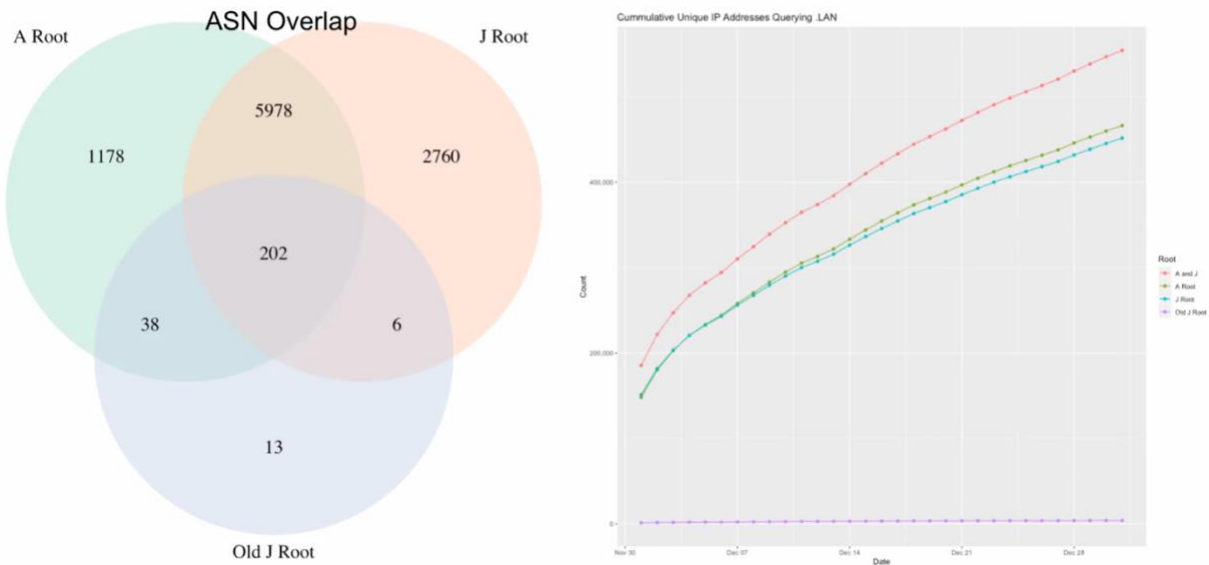 ASN Overlap
A Root
J Root
5978
1178
2760
202
38
6
13
Old J Root
Cummulative Unique IP Addresses Querying .LAN
Count
400,000
200,000
0
Nov 30
Dec 07
Dec 14
Dec 21
Dec 28
Date
Root
A and J
A Root
J Root
Old J Root